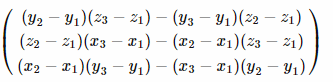 (y₂ − y₁)(z₃ − z₁) − (y₃ − y₁)(z₂ − z₁)
(z₂ − z₁)(x₃ − x₁) − (x₂ − x₁)(z₃ − z₁)
(x₂ − x₁)(y₃ − y₁) − (x₃ − x₁)(y₂ − y₁)